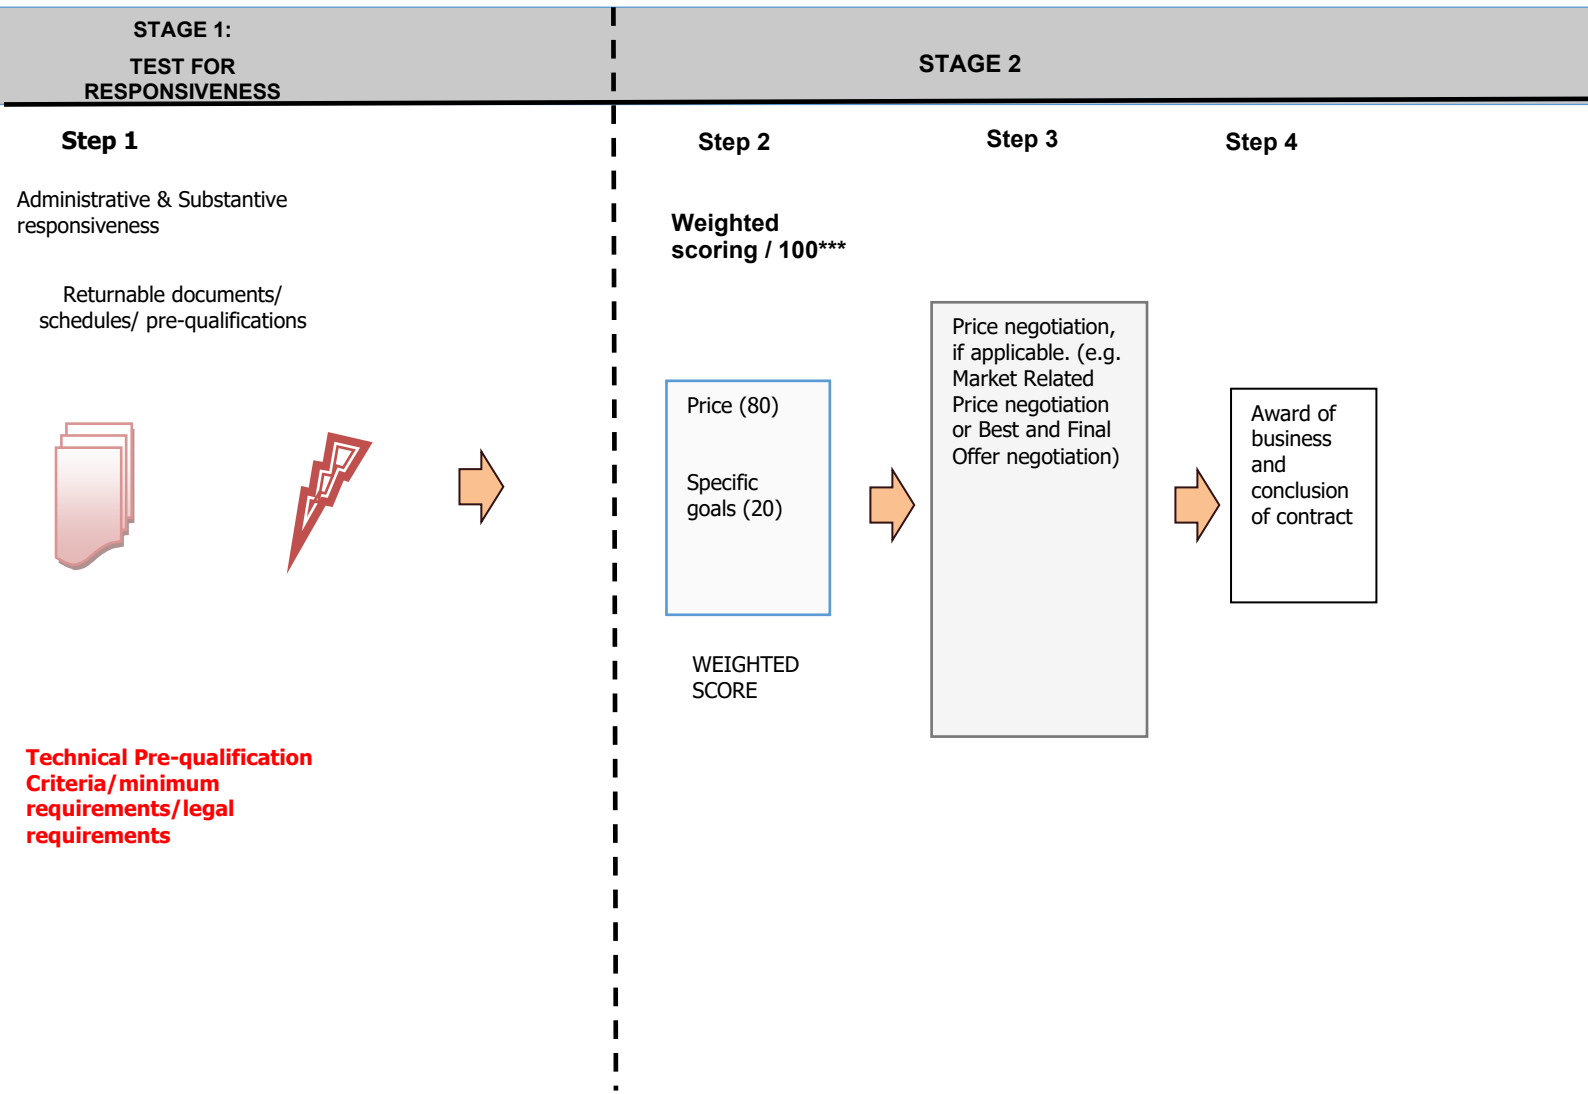 STAGE 1:
TEST FOR
RESPONSIVENESS
STAGE 2
Step 1
Step 2
Step 3
Step 4
Administrative & Substantive
responsiveness
Returnable documents/
schedules/ pre-qualifications
Weighted
scoring / 100***
Price (80)
Specific
goals (20)
WEIGHTED
SCORE
Price negotiation,
if applicable. (e.g.
Market Related
Price negotiation
or Best and Final
Offer negotiation)
Award of
business
and
conclusion
of contract
Technical Pre-qualification
Criteria/minimum
requirements/legal
requirements